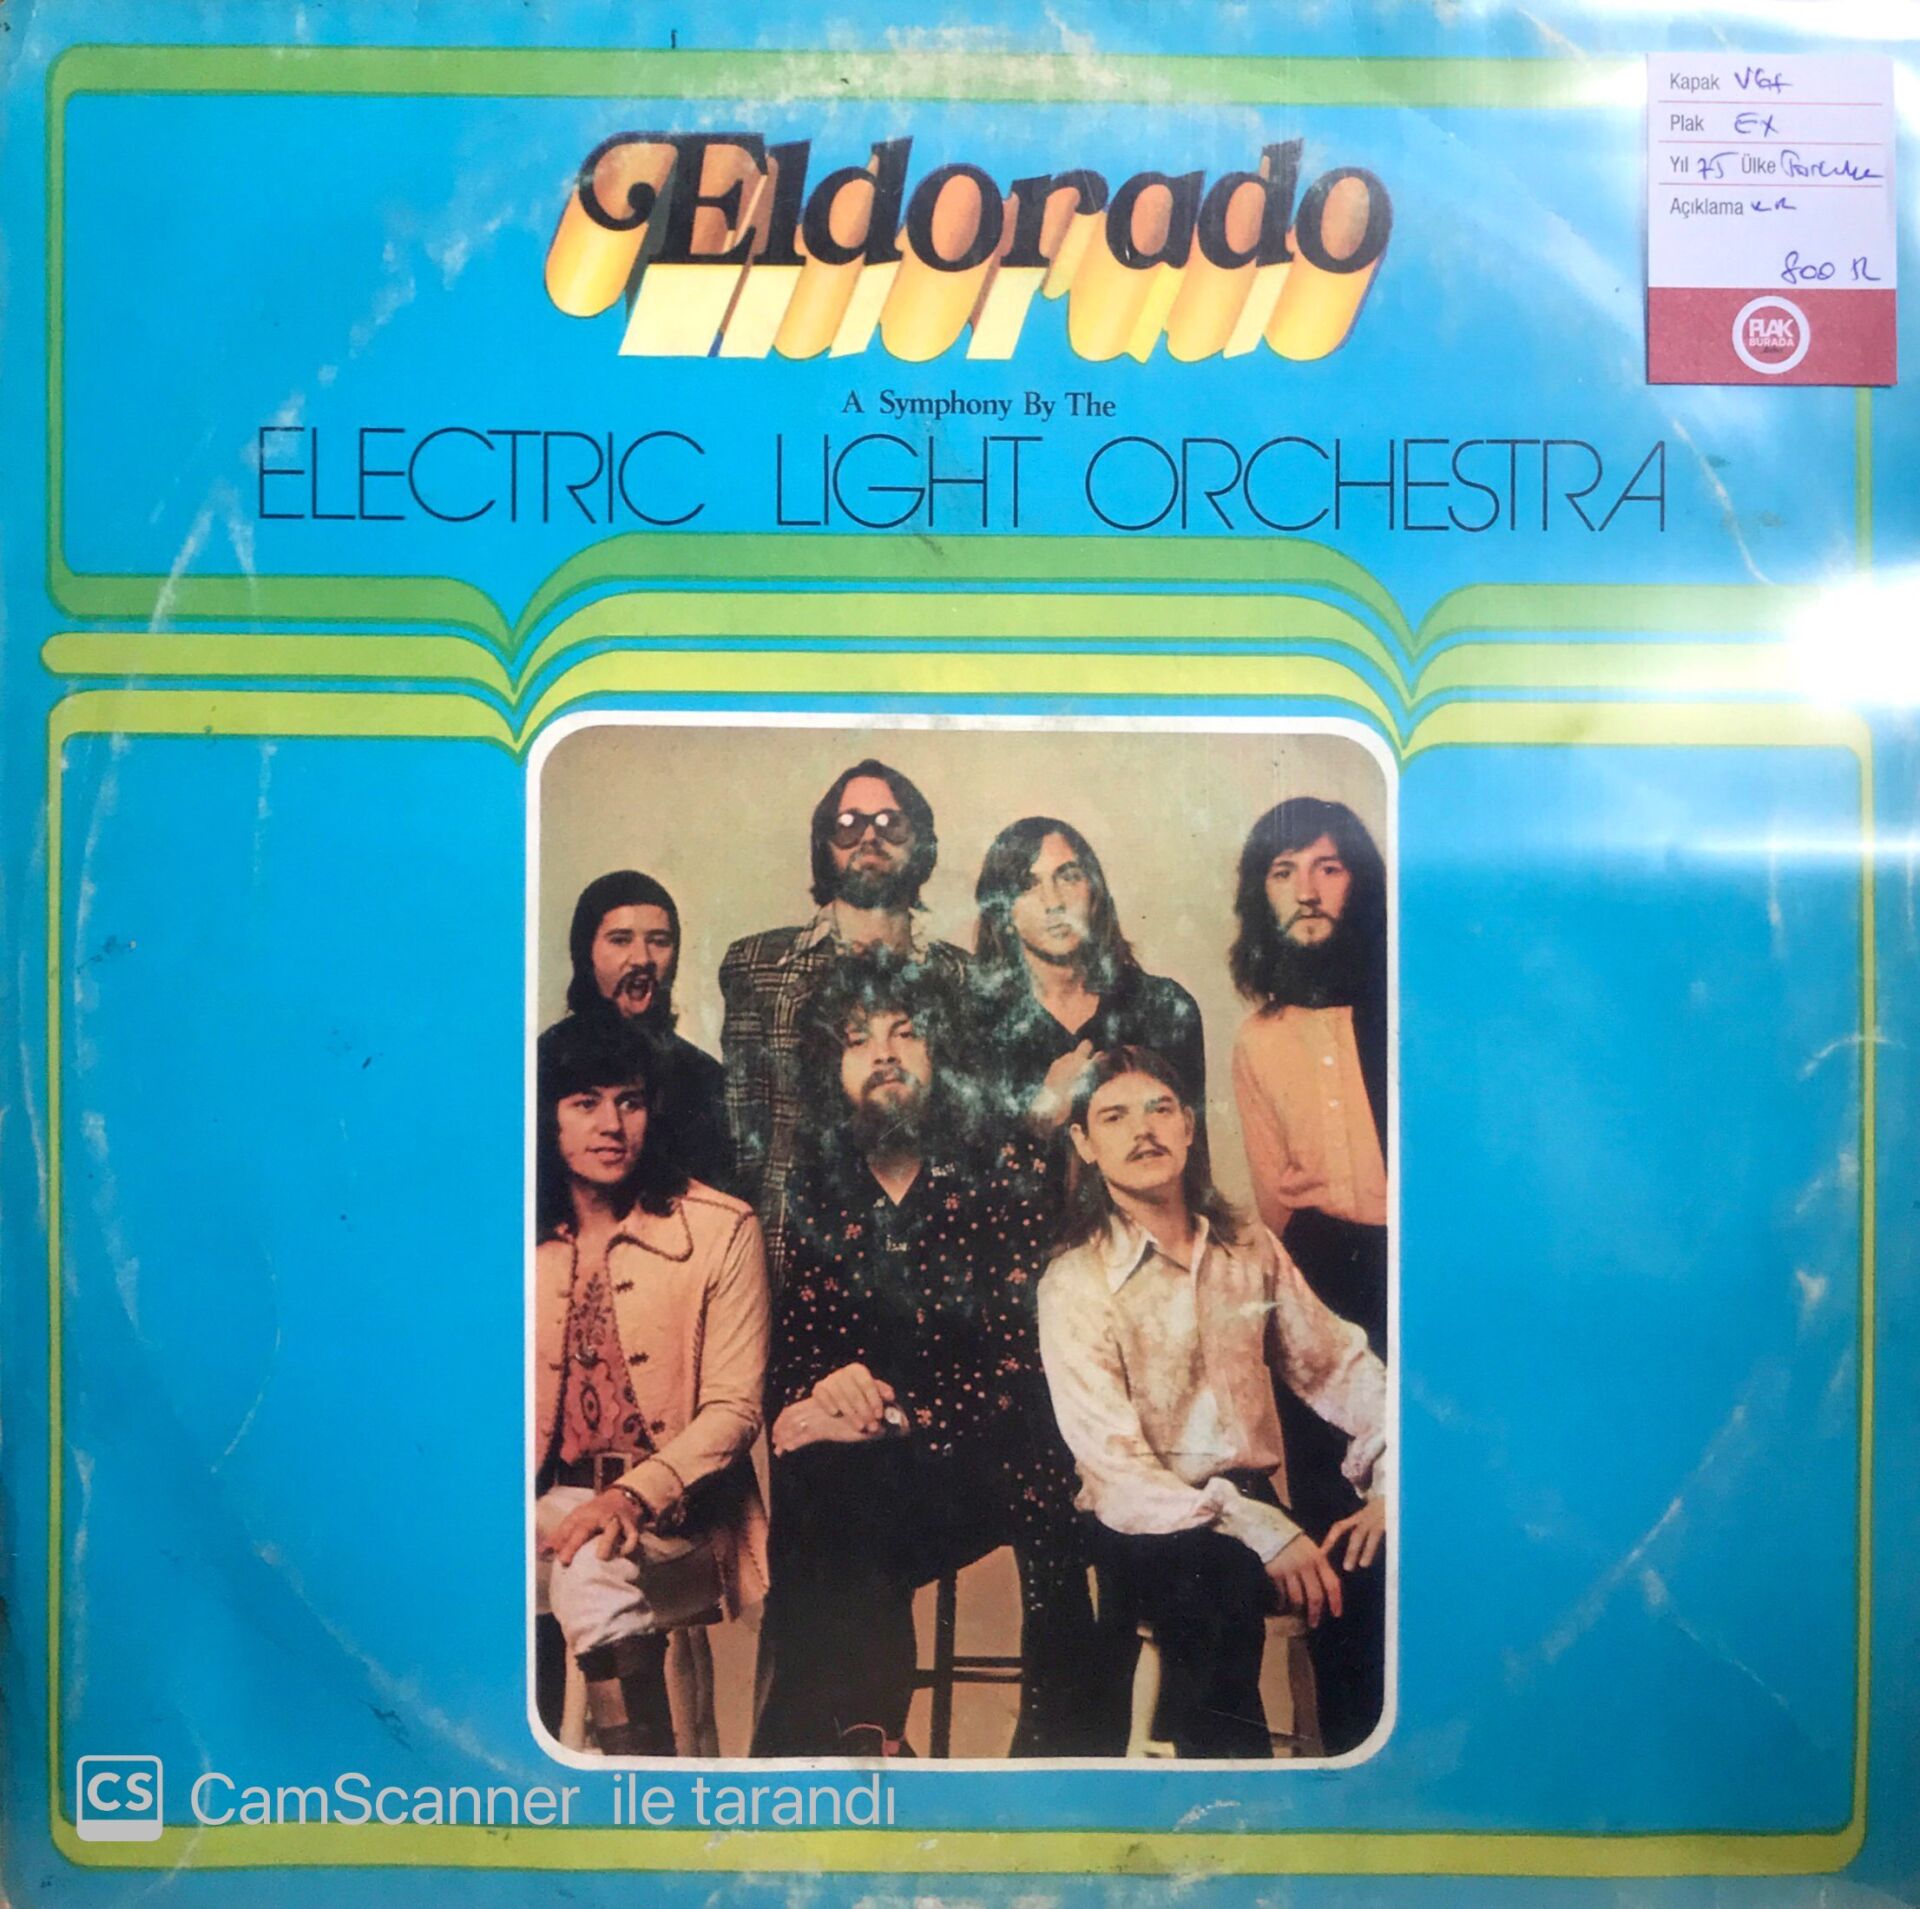 Eldorado
A Symphony By The
ELECTRIC LIGHT ORCHESTRA
Kapak VG+
Plak EX
Yıl 75 Ülke
Açıklama
800 TL
PLAK
BURADA
CS CamScanner ile tarandı